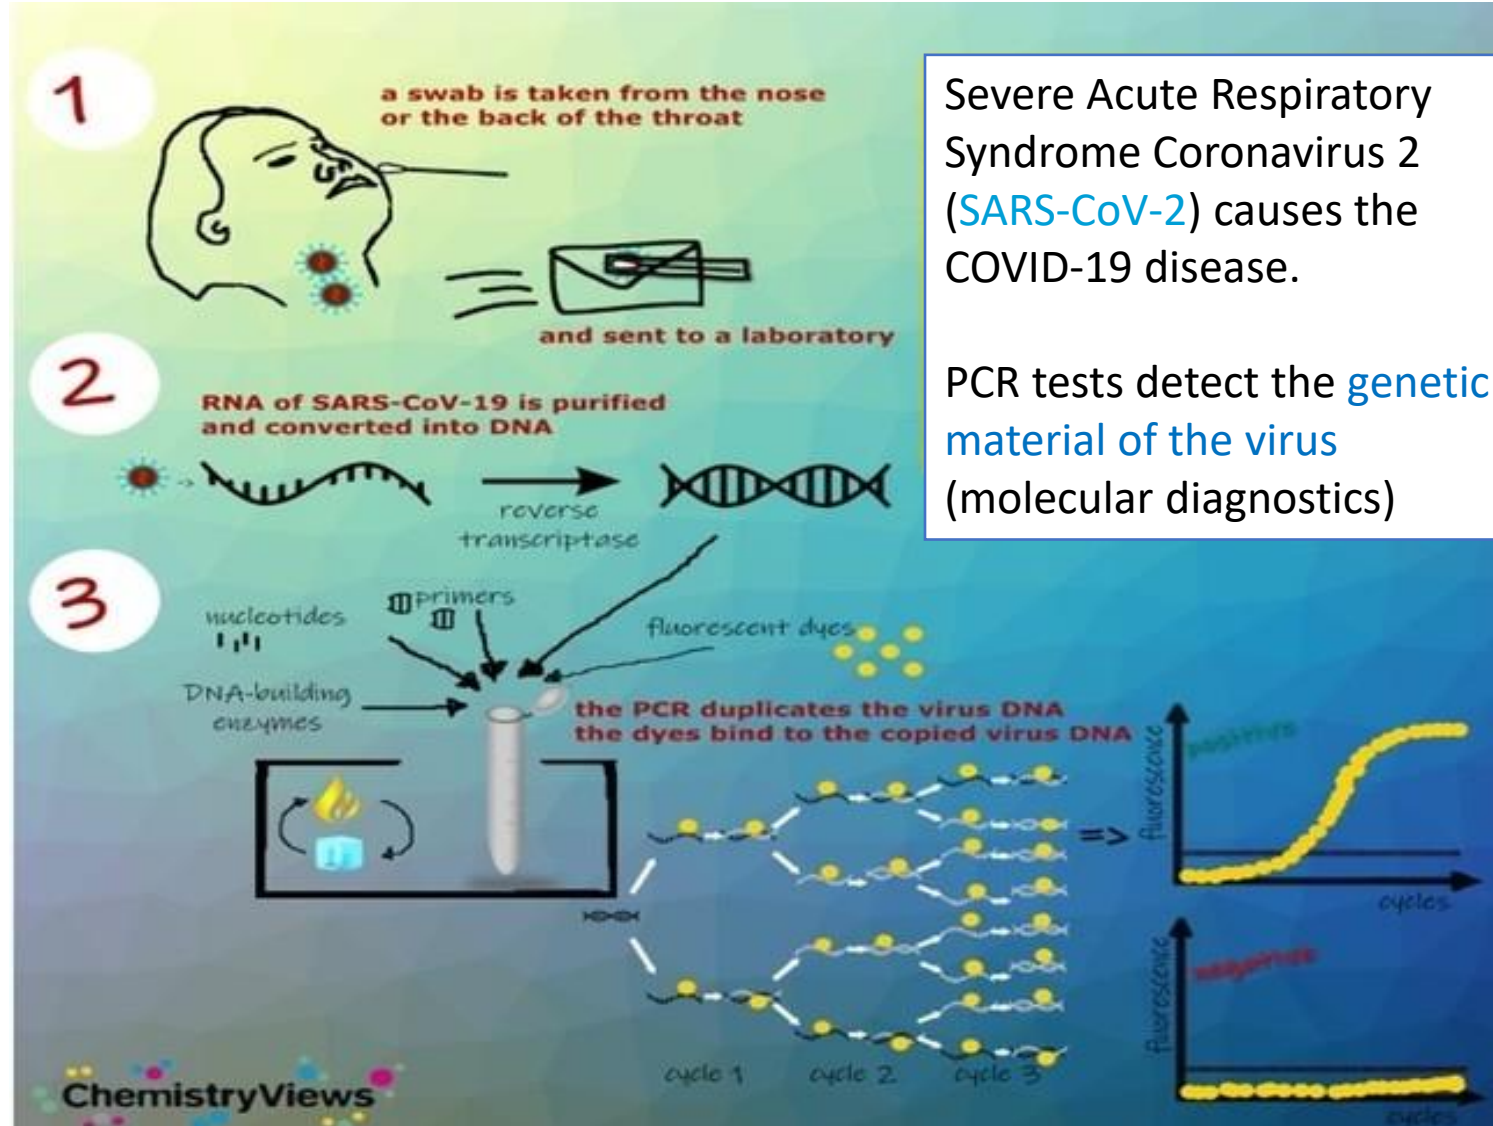 1
a swab is taken from the nose
or the back of the throat
and sent to a laboratory
Severe Acute Respiratory
Syndrome Coronavirus 2
(SARS-CoV-2) causes the
COVID-19 disease.
PCR tests detect the genetic
material of the virus
(molecular diagnostics)
2
RNA of SARS-CoV-19 is purified
and converted into DNA
reverse
transcriptase
3
nucleotides
primers
fluorescent dyes
DNA-building
enzymes
the PCR duplicates the virus DNA
the dyes bind to the copied virus DNA
=>
fluorescence
positive
cycles
fluorescence
negative
cycles
cycle 1
cycle 2
cycle 3
ChemistryViews